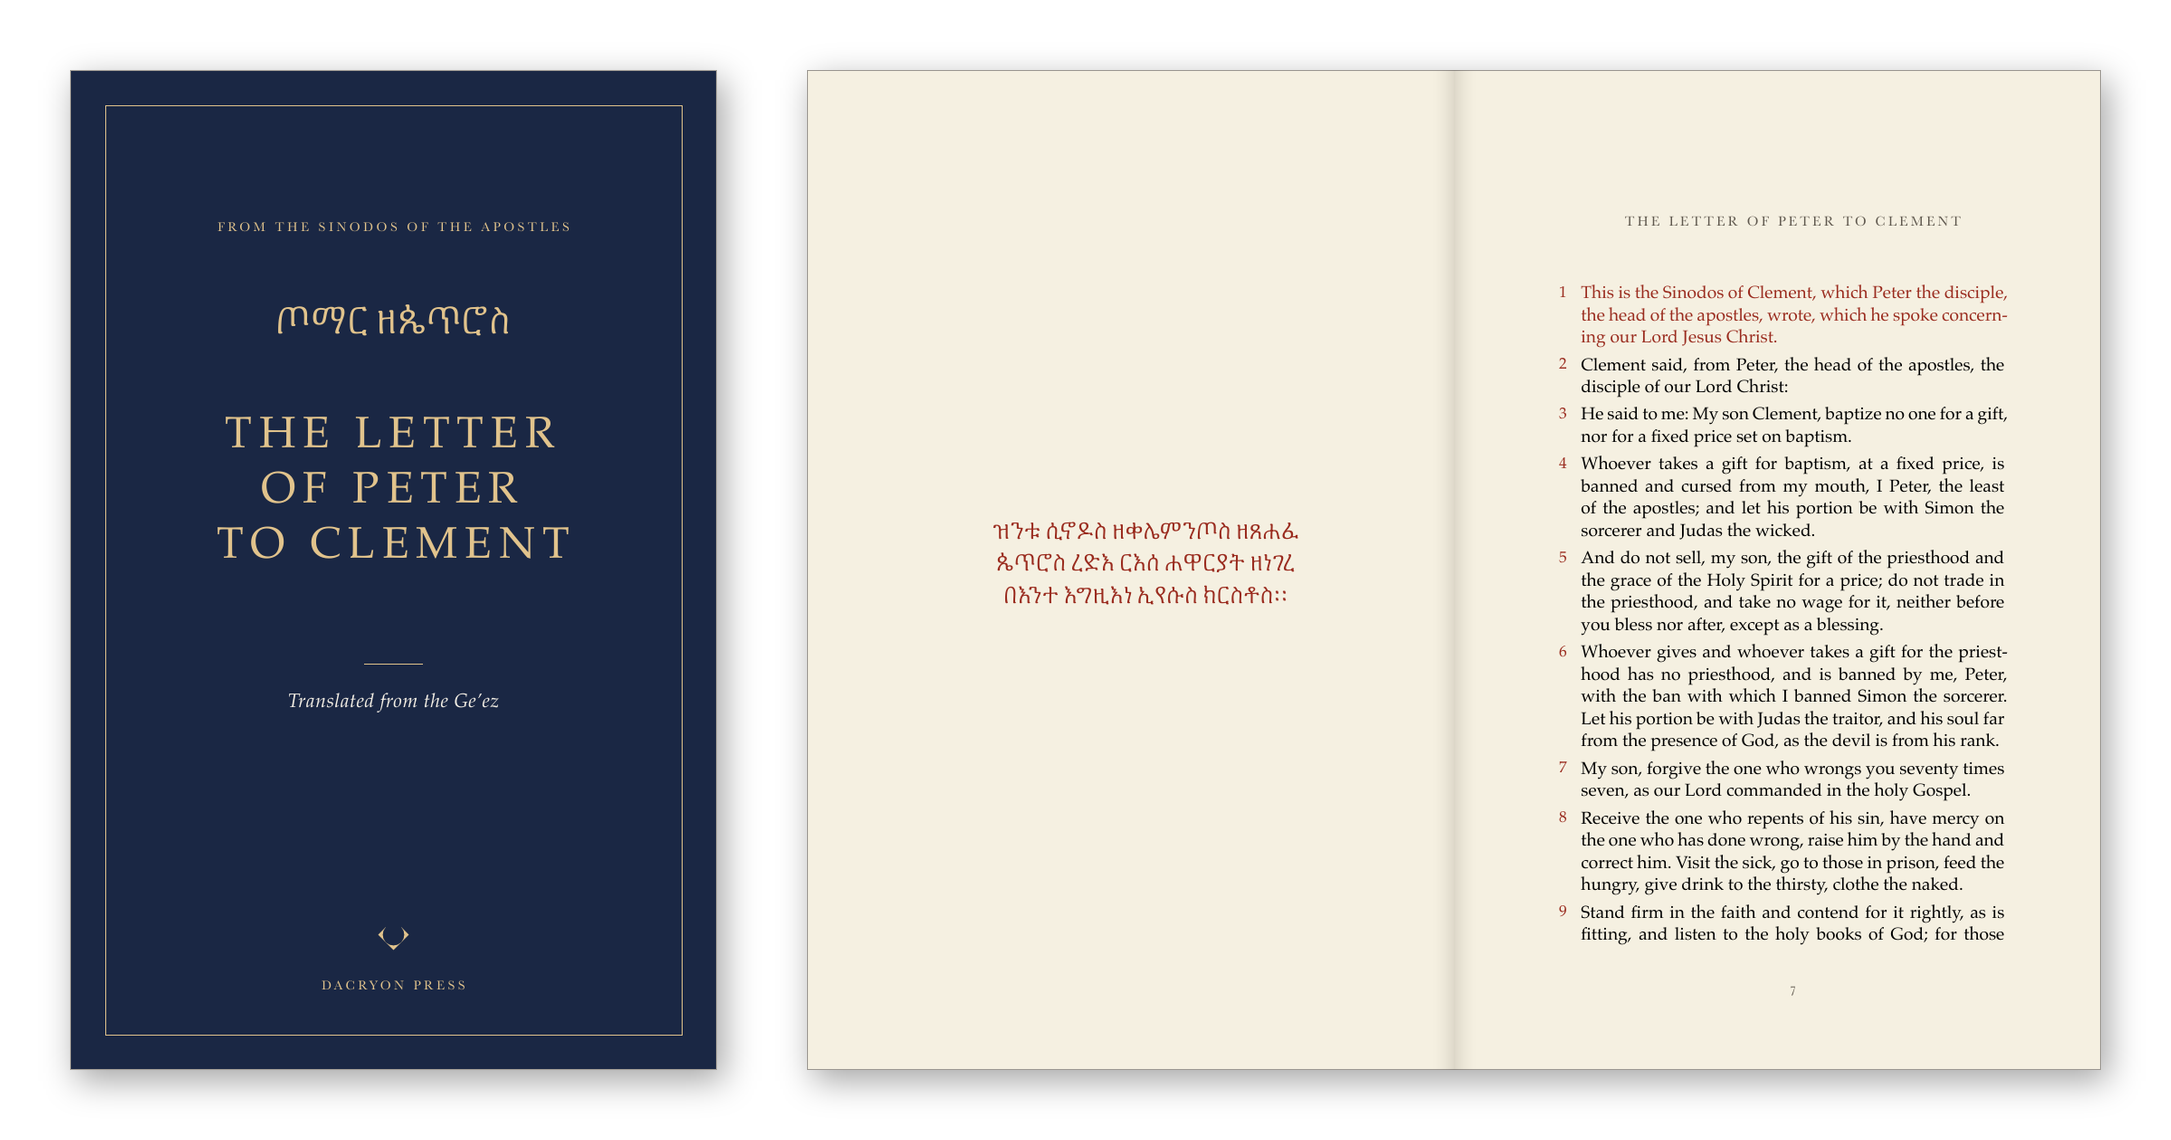 FROM THE SINODOS OF THE APOSTLES
ጦማር ዘጴጥሮስ
THE LETTER
OF PETER
TO CLEMENT
Translated from the Ge’ez
DACRYON PRESS
ዝንቱ ሲኖዶስ ዘቀሌምንጦስ ዘጸሐፈ
ጴጥሮስ ረድእ ርእሰ ሐዋርያት ዘነገረ
በእንተ እግዚእነ ኢየሱስ ክርስቶስ፡፡
THE LETTER OF PETER TO CLEMENT
1 This is the Sinodos of Clement, which Peter the disciple,
the head of the apostles, wrote, which he spoke concern-
ing our Lord Jesus Christ.
2 Clement said, from Peter, the head of the apostles, the
disciple of our Lord Christ:
3 He said to me: My son Clement, baptize no one for a gift,
nor for a fixed price set on baptism.
4 Whoever takes a gift for baptism, at a fixed price, is
banned and cursed from my mouth, I Peter, the least
of the apostles; and let his portion be with Simon the
sorcerer and Judas the wicked.
5 And do not sell, my son, the gift of the priesthood and
the grace of the Holy Spirit for a price; do not trade in
the priesthood, and take no wage for it, neither before
you bless nor after, except as a blessing.
6 Whoever gives and whoever takes a gift for the priest-
hood has no priesthood, and is banned by me, Peter,
with the ban with which I banned Simon the sorcerer.
Let his portion be with Judas the traitor, and his soul far
from the presence of God, as the devil is from his rank.
7 My son, forgive the one who wrongs you seventy times
seven, as our Lord commanded in the holy Gospel.
8 Receive the one who repents of his sin, have mercy on
the one who has done wrong, raise him by the hand and
correct him. Visit the sick, go to those in prison, feed the
hungry, give drink to the thirsty, clothe the naked.
9 Stand firm in the faith and contend for it rightly, as is
fitting, and listen to the holy books of God; for those
7